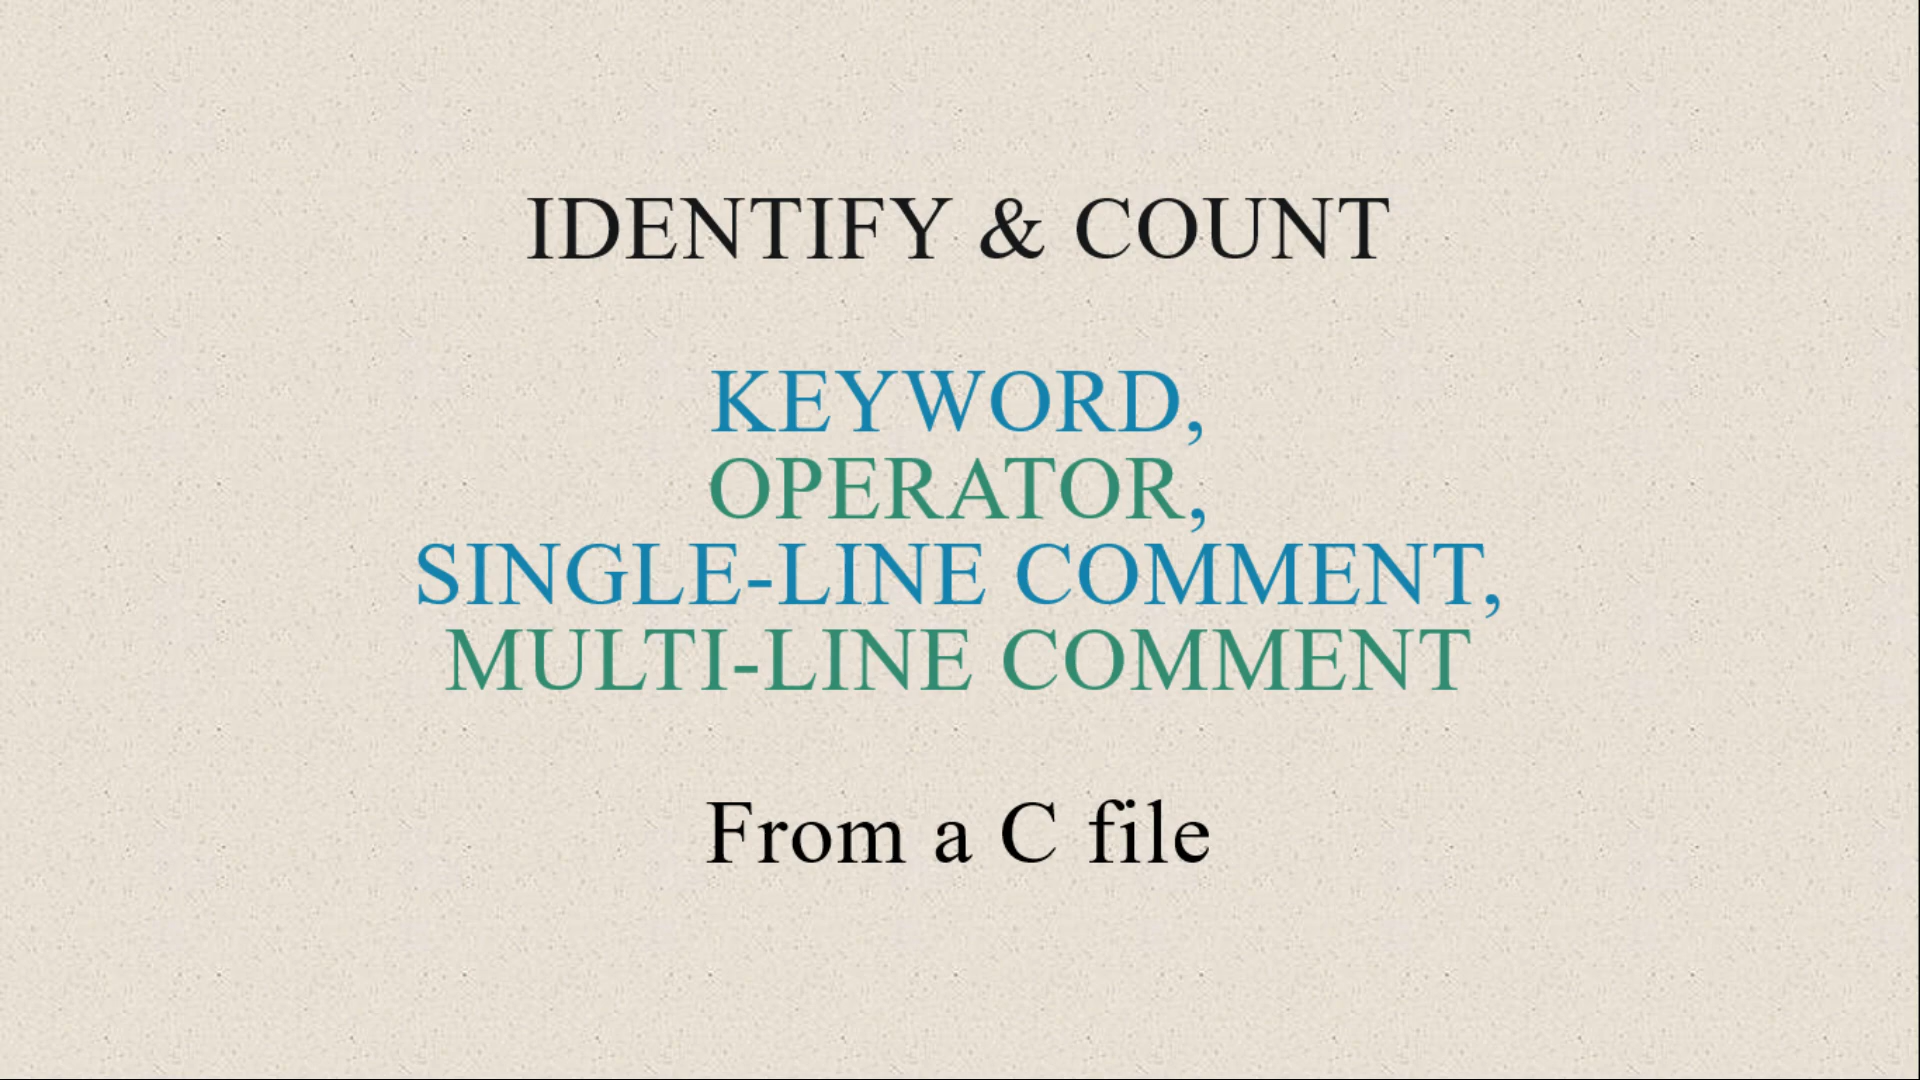 IDENTIFY & COUNT
KEYWORD,
OPERATOR,
SINGLE-LINE COMMENT,
MULTI-LINE COMMENT
From a C file